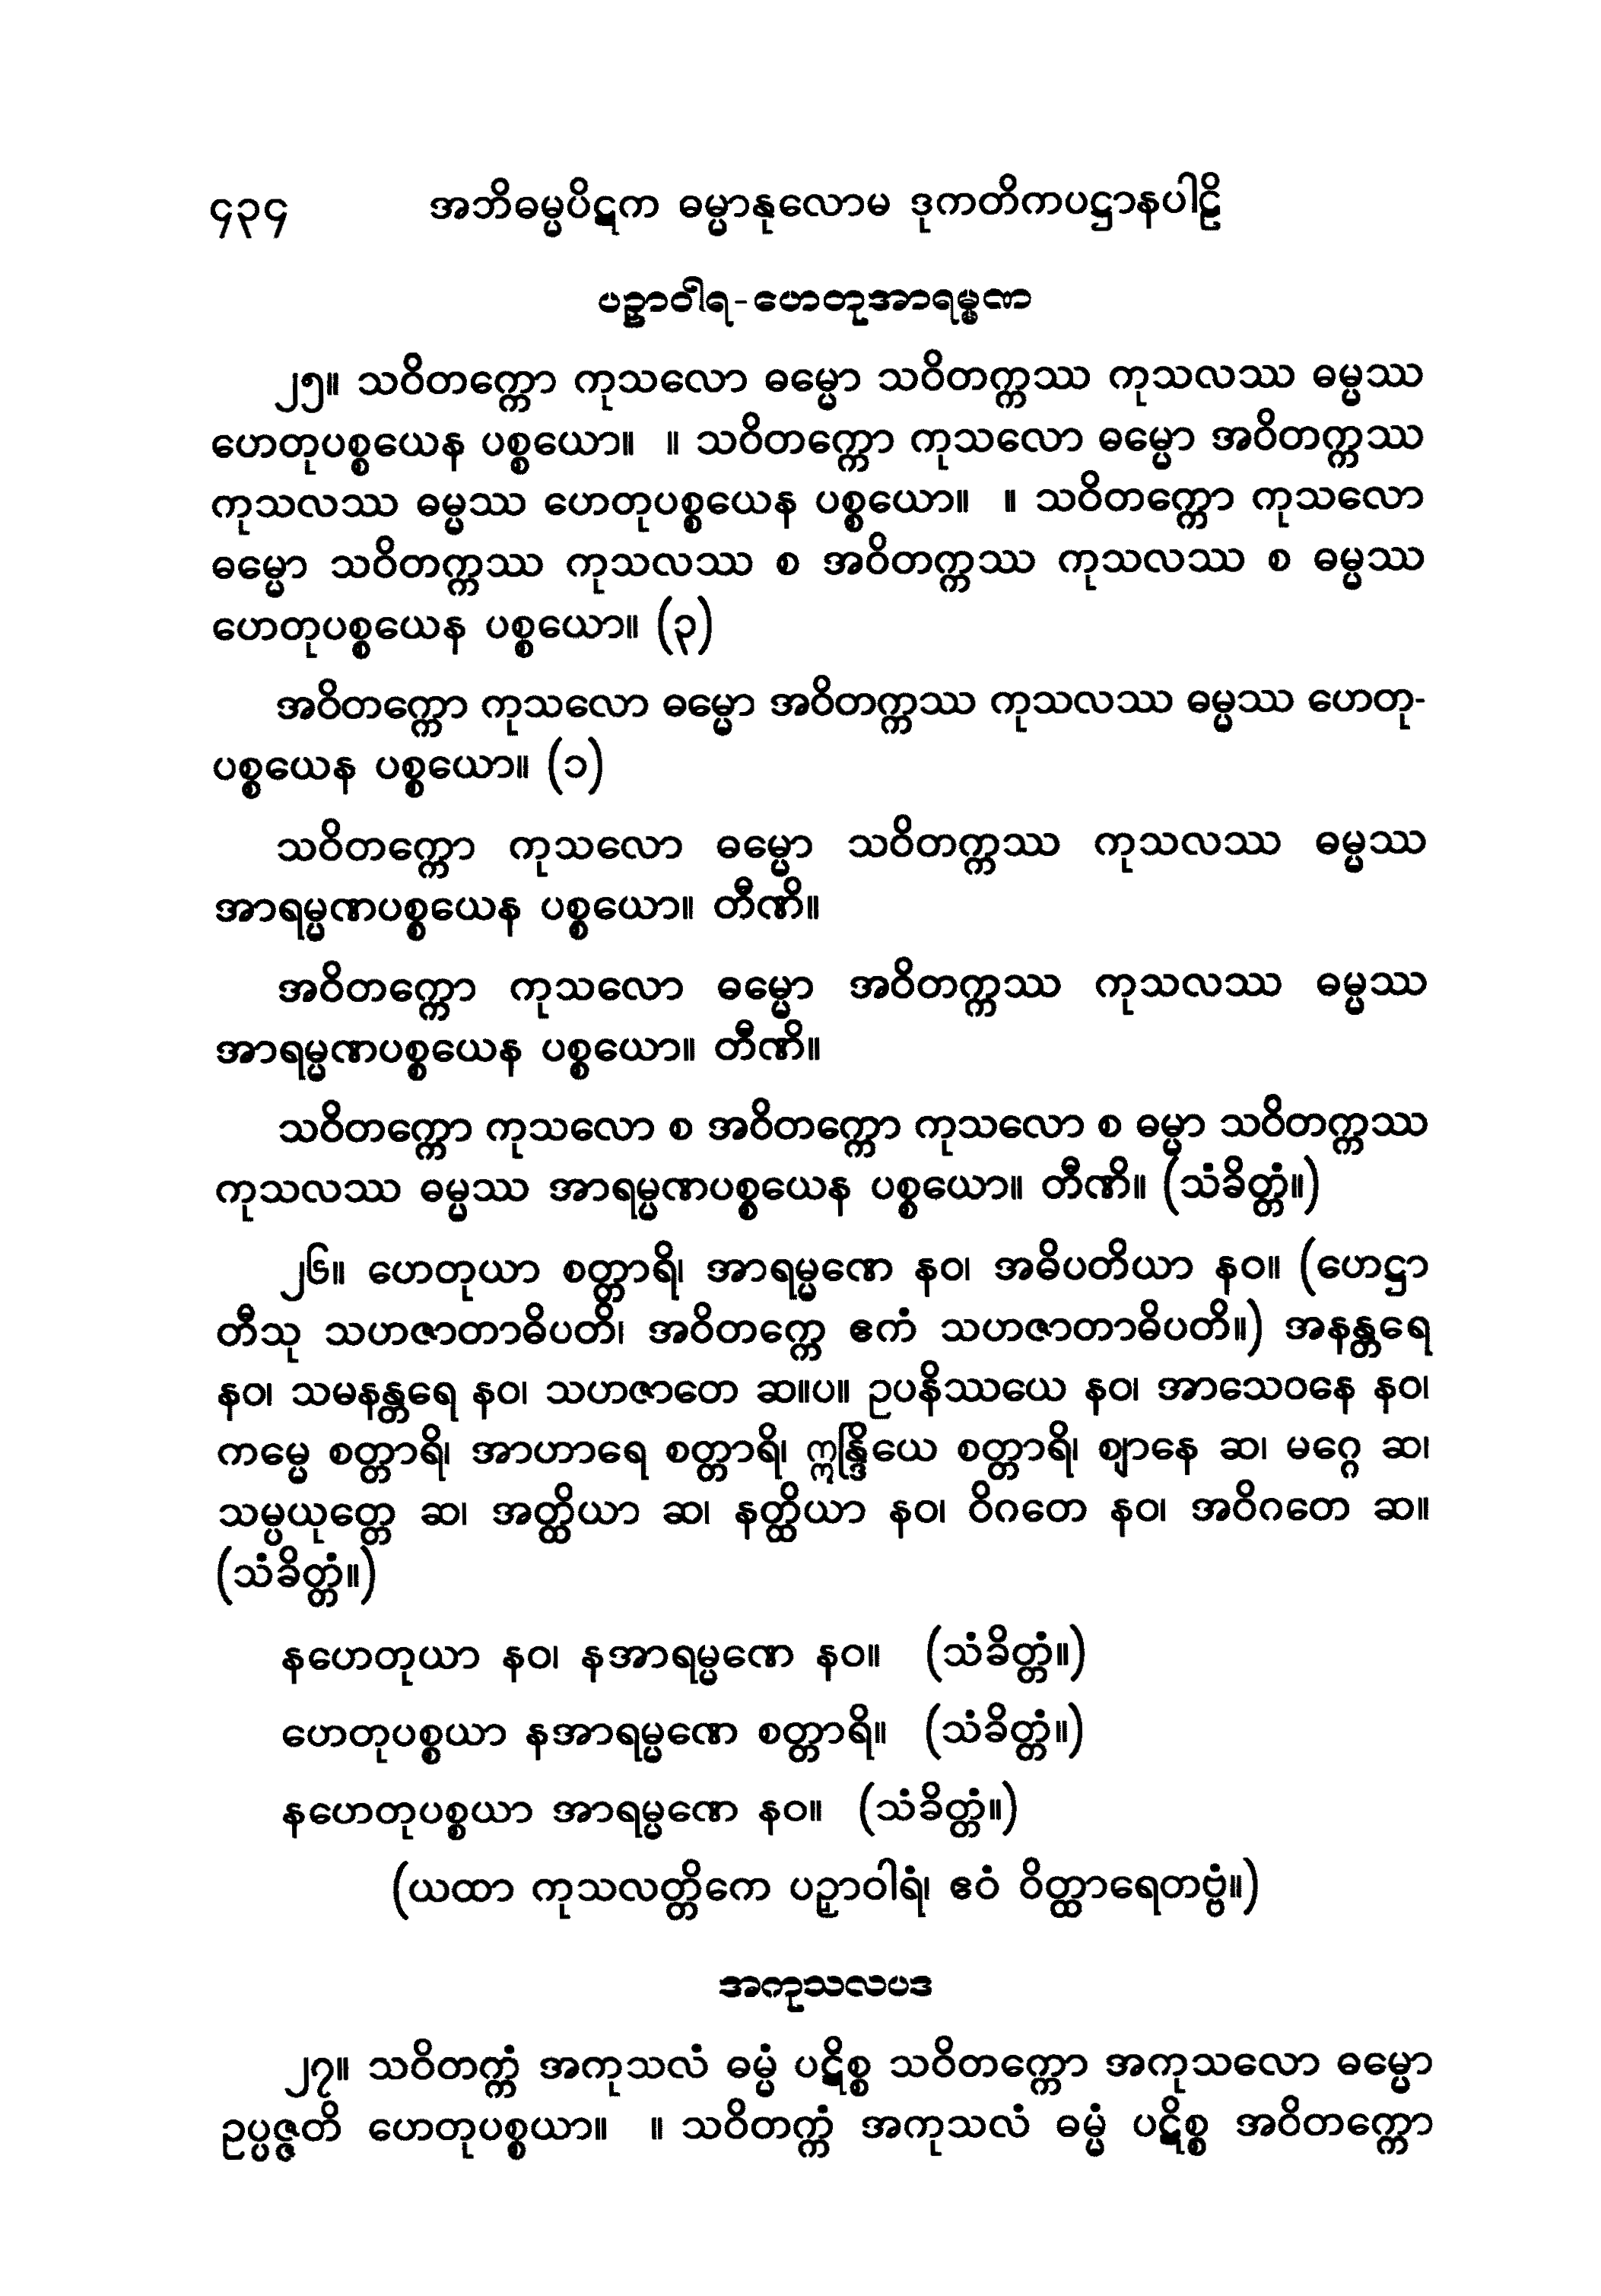 ၄၃၄ အဘိဓမ္မပိဋက ဓမ္မာနုလောမ ဒုကတိကပဋ္ဌာနပါဠိ
ပဉှာဝါရ-ဟေတုအာရမ္မဏ
၂၅။ သဝိတက္ကော ကုသလော ဓမ္မော သဝိတက္ကဿ ကုသလဿ ဓမ္မဿ
ဟေတုပစ္စယေန ပစ္စယော။ ။ သဝိတက္ကော ကုသလော ဓမ္မော အဝိတက္ကဿ
ကုသလဿ ဓမ္မဿ ဟေတုပစ္စယေန ပစ္စယော။ ။ သဝိတက္ကော ကုသလော
ဓမ္မော သဝိတက္ကဿ ကုသလဿ စ အဝိတက္ကဿ ကုသလဿ စ ဓမ္မဿ
ဟေတုပစ္စယေန ပစ္စယော။ (၃)
အဝိတက္ကော ကုသလော ဓမ္မော အဝိတက္ကဿ ကုသလဿ ဓမ္မဿ ဟေတု-
ပစ္စယေန ပစ္စယော။ (၁)
သဝိတက္ကော ကုသလော ဓမ္မော သဝိတက္ကဿ ကုသလဿ ဓမ္မဿ
အာရမ္မဏပစ္စယေန ပစ္စယော။ တီဏိ။
အဝိတက္ကော ကုသလော ဓမ္မော အဝိတက္ကဿ ကုသလဿ ဓမ္မဿ
အာရမ္မဏပစ္စယေန ပစ္စယော။ တီဏိ။
သဝိတက္ကော ကုသလော စ အဝိတက္ကော ကုသလော စ ဓမ္မာ သဝိတက္ကဿ
ကုသလဿ ဓမ္မဿ အာရမ္မဏပစ္စယေန ပစ္စယော။ တီဏိ။ (သံခိတ္တံ။)
၂၆။ ဟေတုယာ စတ္တာရိ၊ အာရမ္မဏေ နဝ၊ အဓိပတိယာ နဝ။ (ဟေဋ္ဌာ
တီသု သဟဇာတာဓိပတိ၊ အဝိတက္ကေ ဧကံ သဟဇာတာဓိပတိ။) အနန္တရေ
နဝ၊ သမနန္တရေ နဝ၊ သဟဇာတေ ဆ။ပ။ ဥပနိဿယေ နဝ၊ အာသေဝနေ နဝ၊
ကမ္မေ စတ္တာရိ၊ အာဟာရေ စတ္တာရိ၊ ဣန္ဒြိယေ စတ္တာရိ၊ ဈာနေ ဆ၊ မဂ္ဂေ ဆ၊
သမ္ပယုတ္တေ ဆ၊ အတ္ထိယာ ဆ၊ နတ္ထိယာ နဝ၊ ဝိဂတေ နဝ၊ အဝိဂတေ ဆ။
(သံခိတ္တံ။)
နဟေတုယာ နဝ၊ နအာရမ္မဏေ နဝ။ (သံခိတ္တံ။)
ဟေတုပစ္စယာ နအာရမ္မဏေ စတ္တာရိ။ (သံခိတ္တံ။)
နဟေတုပစ္စယာ အာရမ္မဏေ နဝ။ (သံခိတ္တံ။)
(ယထာ ကုသလတ္တိကေ ပဉှာဝါရံ၊ ဧဝံ ဝိတ္ထာရေတဗ္ဗံ။)
အကုသလပဒ
၂၇။ သဝိတက္ကံ အကုသလံ ဓမ္မံ ပဋိစ္စ သဝိတက္ကော အကုသလော ဓမ္မော
ဥပ္ပဇ္ဇတိ ဟေတုပစ္စယာ။ ။ သဝိတက္ကံ အကုသလံ ဓမ္မံ ပဋိစ္စ အဝိတက္ကော